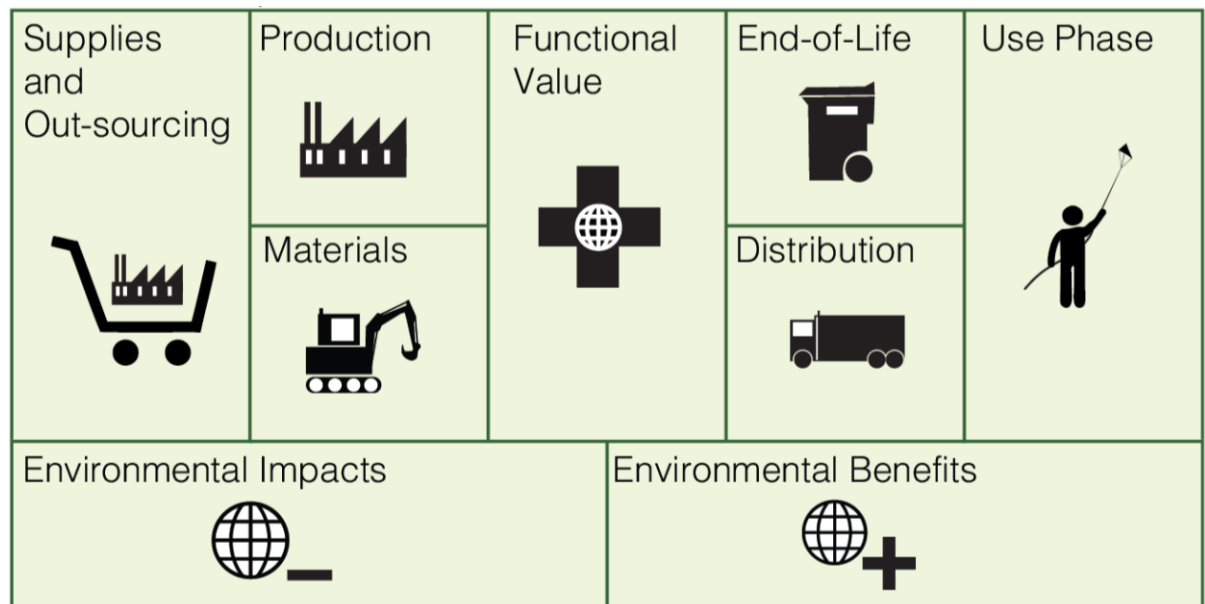 Supplies
and
Out-sourcing
Production
Materials
Functional
Value
End-of-Life
Distribution
Use Phase
Environmental Impacts
Environmental Benefits